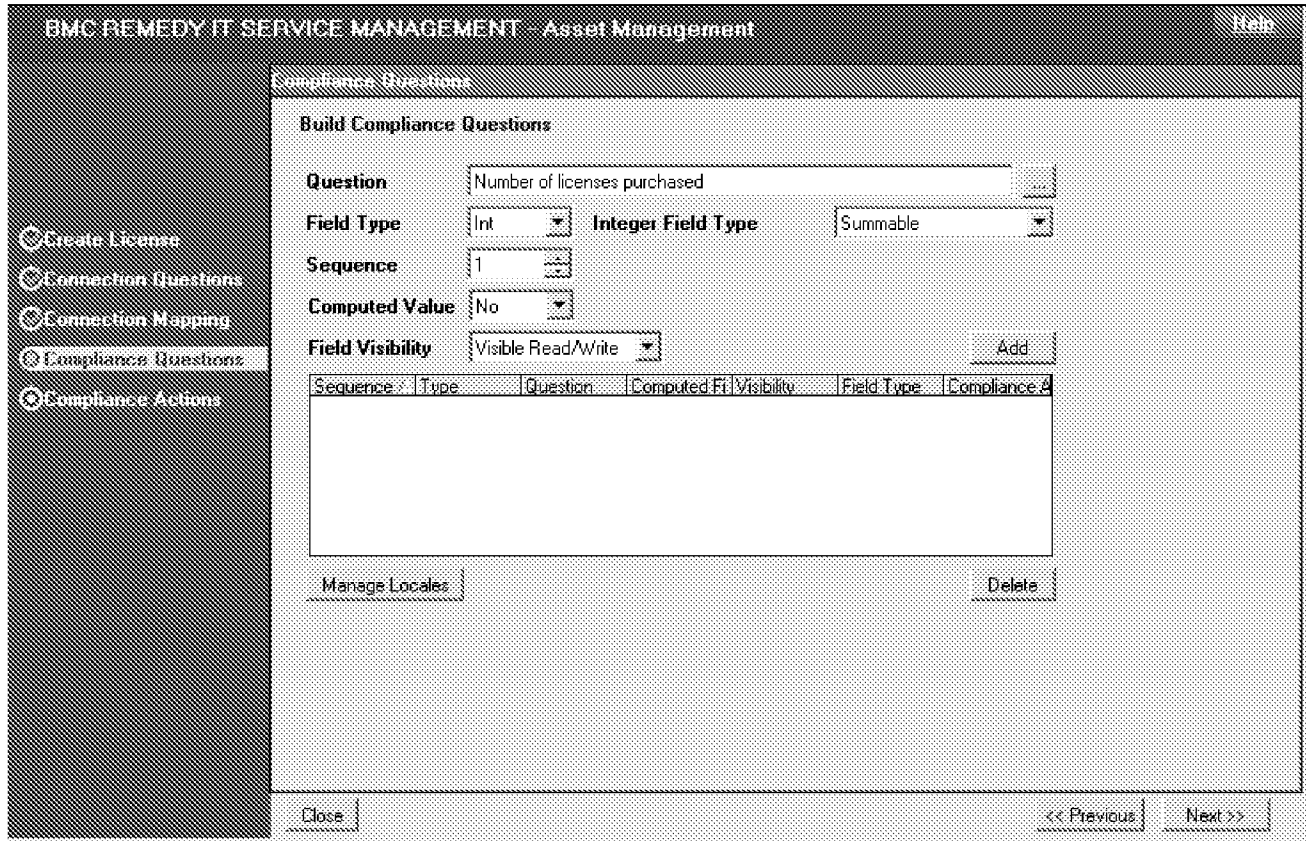 BMC REMEDY IT SERVICE MANAGEMENT - Asset Management
Help
Compliance Questions
Build Compliance Questions
Question Number of licenses purchased ...
Field Type Int Integer Field Type Summable
Create License
Sequence 1
Connection Questions
Computed Value No
Connection Mapping
Field Visibility Visible Read/Write Add
Compliance Questions
Sequence Type Question Computed Fi Visibility Field Type Compliance A
Compliance Actions
Manage Locales Delete
Close << Previous Next >>